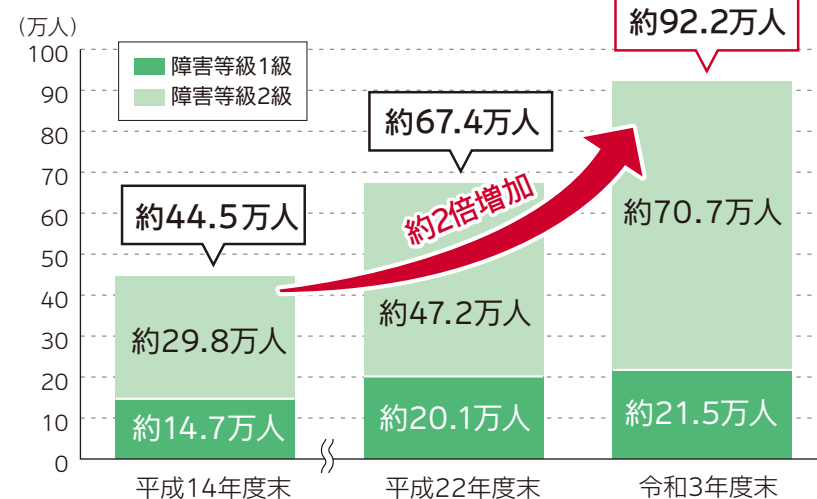 (万人)
約92.2万人
100
90
80
70
60
50
40
30
20
10
0
障害等級1級
障害等級2級
約67.4万人
約44.5万人
約2倍増加
約70.7万人
約47.2万人
約29.8万人
約21.5万人
約20.1万人
約14.7万人
平成14年度末
平成22年度末
令和3年度末